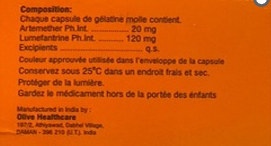 Composition:
Chaque capsule de gélatine molle contient.
Artemether Ph.Int. ................ 20 mg
Lumefantrine Ph.Int. .......... 120 mg
Excipients ................................ q.s.
Couleur approuvée utilisée dans l'enveloppe de la capsule
Conservez sous 25°C dans un endroit frais et sec.
Protéger de la lumière.
Gardez le médicament hors de la portée des enfants
Manufactured in India by :
Olive Healthcare
197/2, Athiyawad, Dabhel Village,
DAMAN - 396 210 (U.T.) India